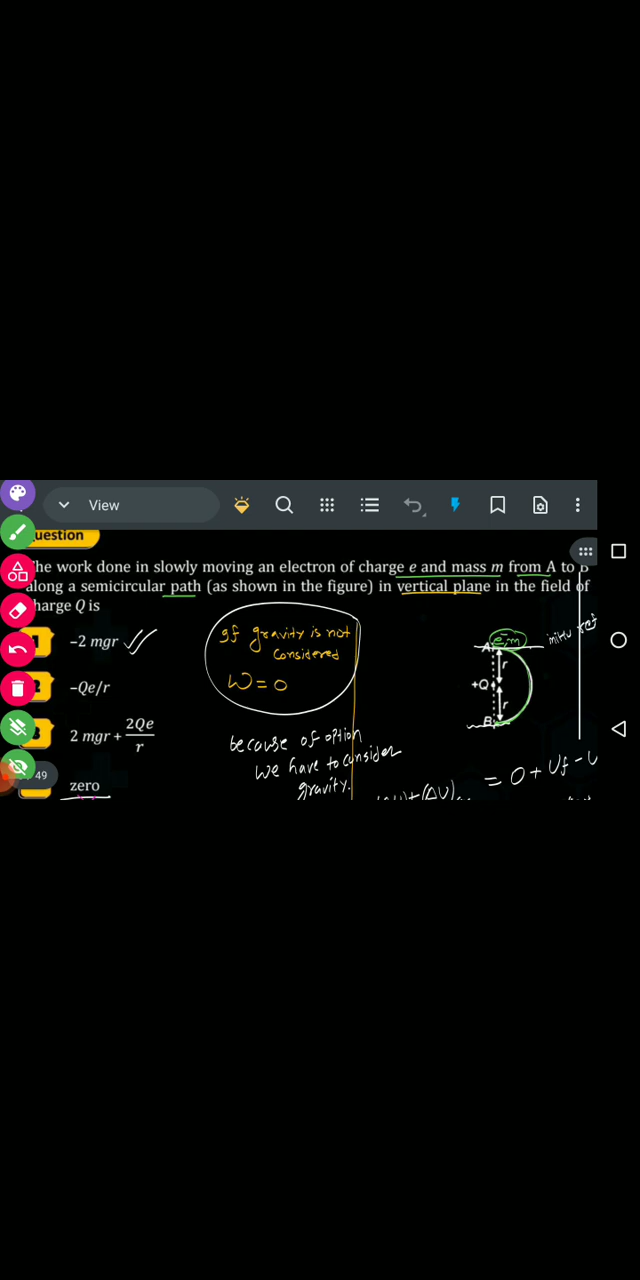 View
uestion
he work done in slowly moving an electron of charge e and mass m from A to B
along a semicircular path (as shown in the figure) in vertical plane in the field of
harge Q is
1 −2 mgr
If gravity is not
considered
W = 0
2 −Qe/r
3 2 mgr + 2Qe/r
zero
49
because of option
we have to consider
gravity.
e⁻, m
A
r
+Q
r
B
= 0 + Uf −